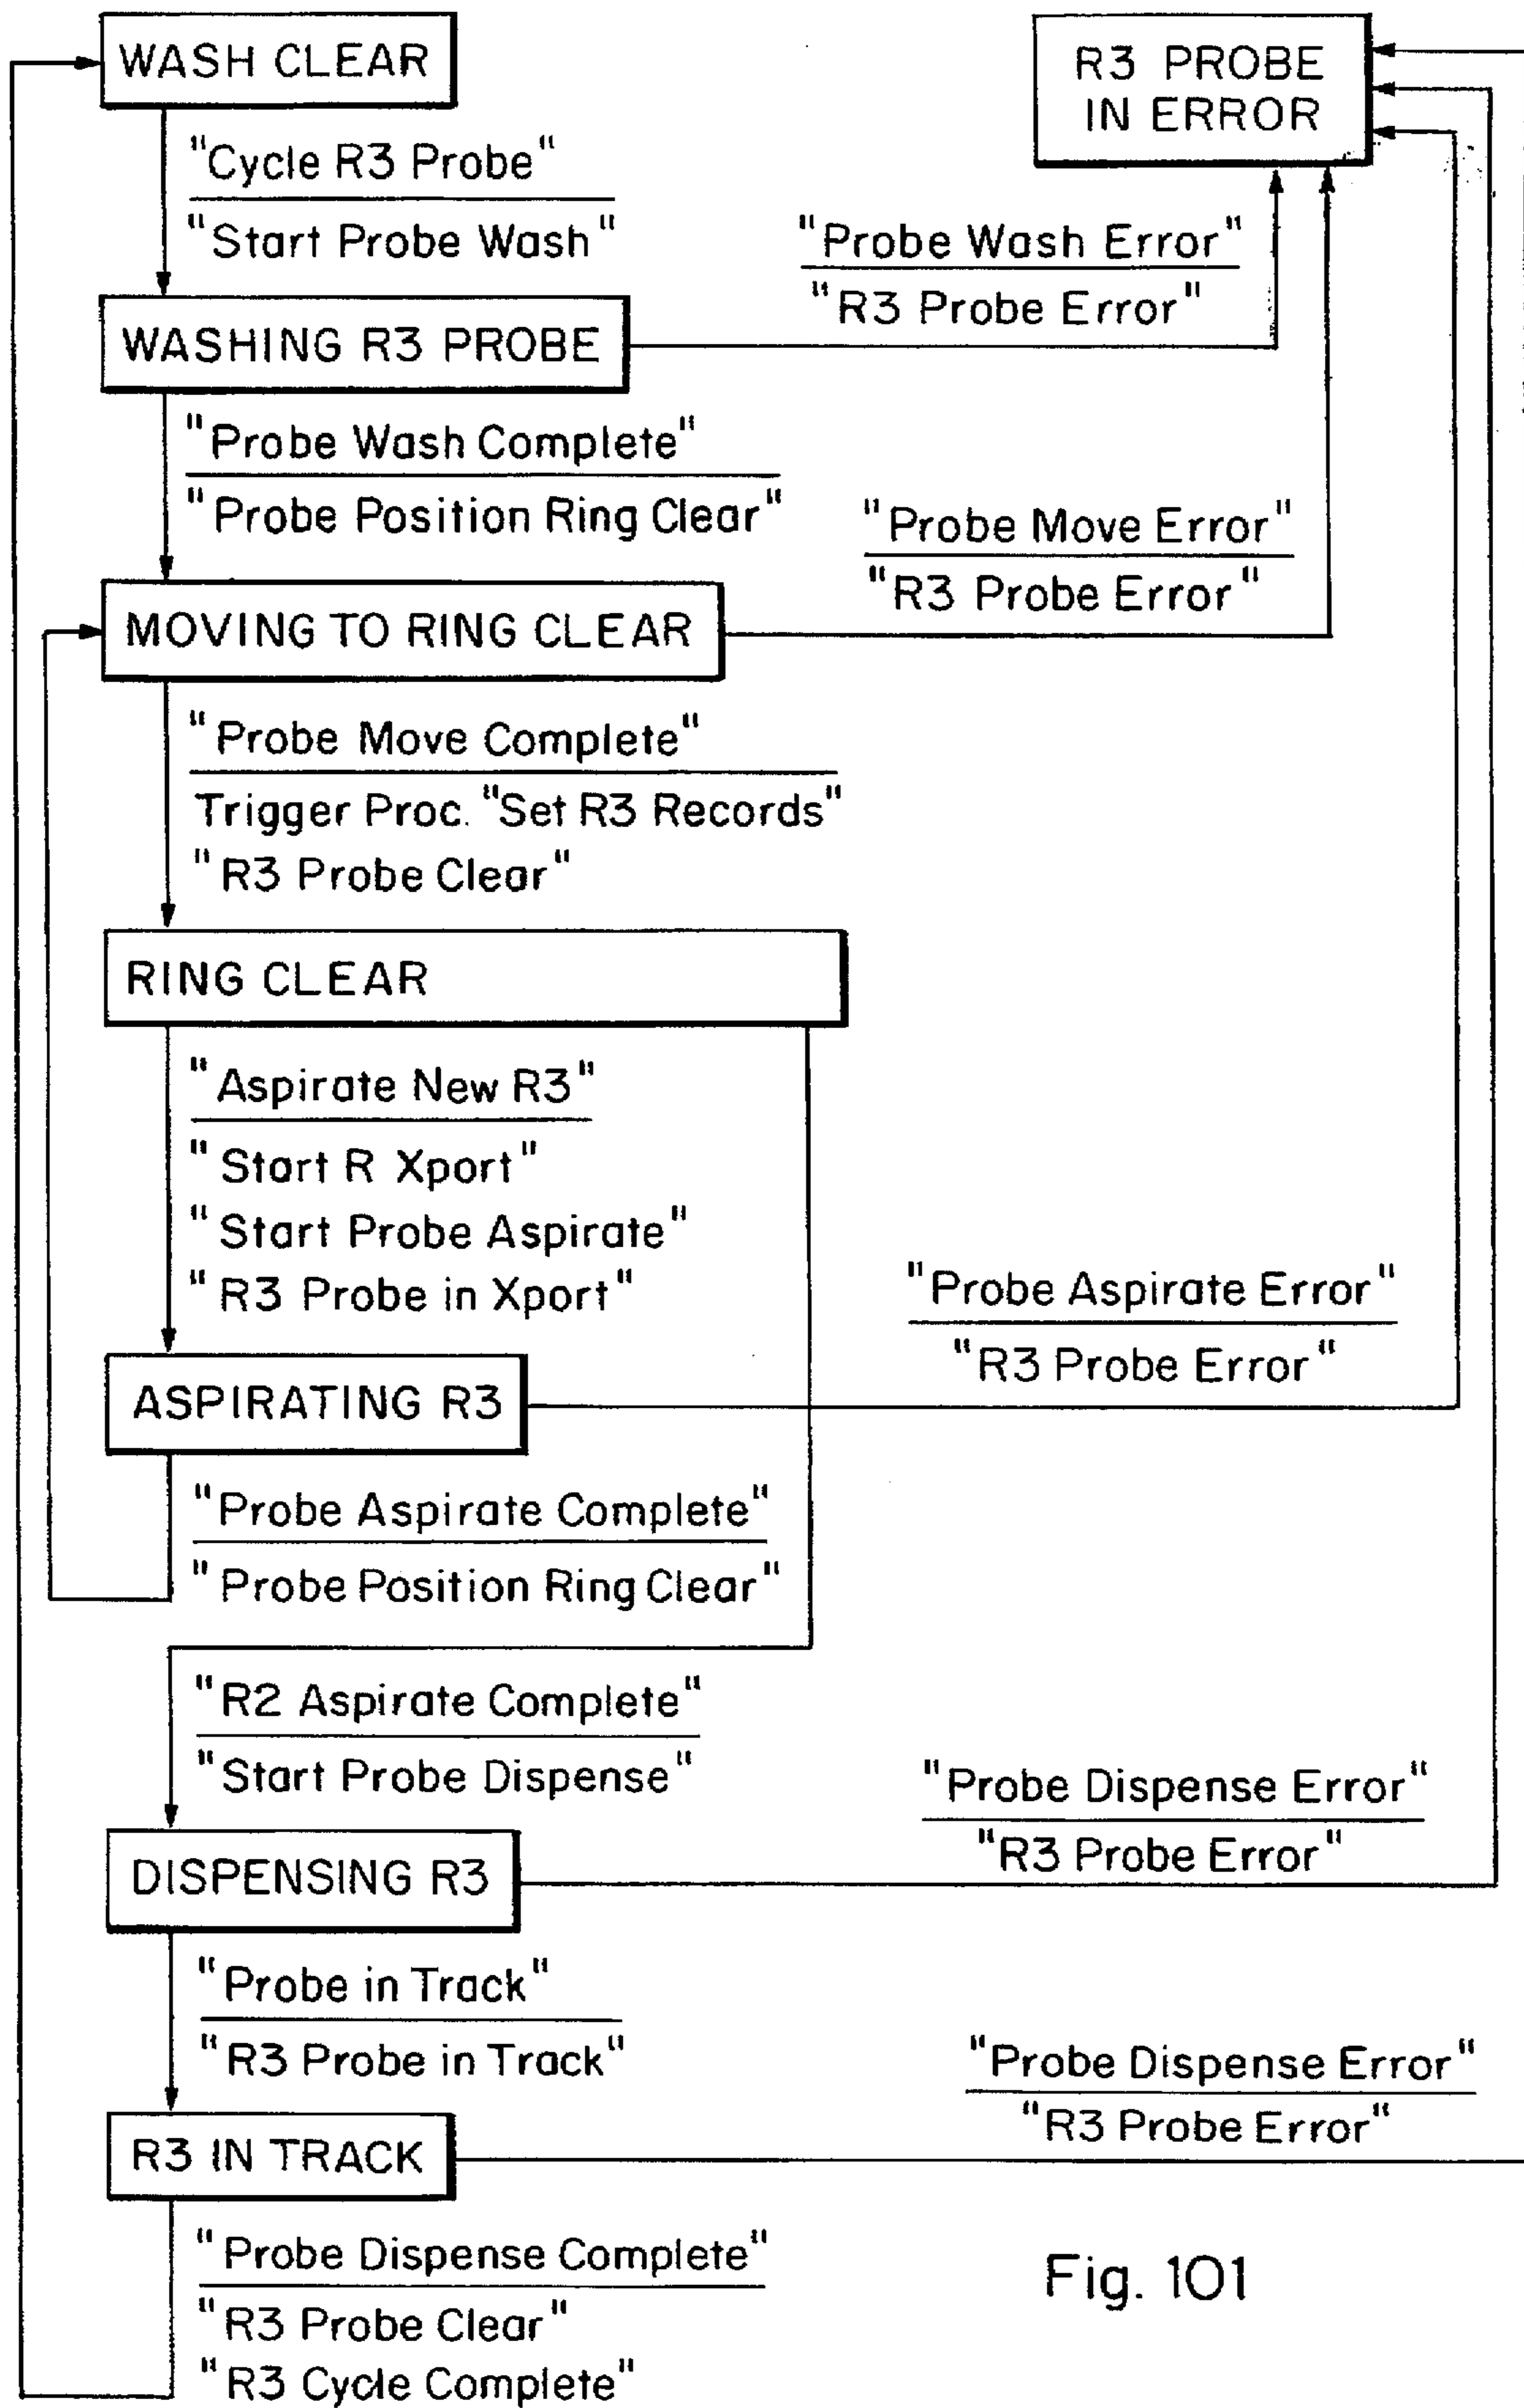 WASH CLEAR
R3 PROBE
IN ERROR
"Cycle R3 Probe"
"Start Probe Wash"
"Probe Wash Error"
"R3 Probe Error"
WASHING R3 PROBE
"Probe Wash Complete"
"Probe Position Ring Clear"
"Probe Move Error"
"R3 Probe Error"
MOVING TO RING CLEAR
"Probe Move Complete"
Trigger Proc. "Set R3 Records"
"R3 Probe Clear"
RING CLEAR
"Aspirate New R3"
"Start R Xport"
"Start Probe Aspirate"
"R3 Probe in Xport"
"Probe Aspirate Error"
"R3 Probe Error"
ASPIRATING R3
"Probe Aspirate Complete"
"Probe Position Ring Clear"
"R2 Aspirate Complete"
"Start Probe Dispense"
"Probe Dispense Error"
"R3 Probe Error"
DISPENSING R3
"Probe in Track"
"R3 Probe in Track"
"Probe Dispense Error"
"R3 Probe Error"
R3 IN TRACK
"Probe Dispense Complete"
"R3 Probe Clear"
"R3 Cycle Complete"
Fig. 101